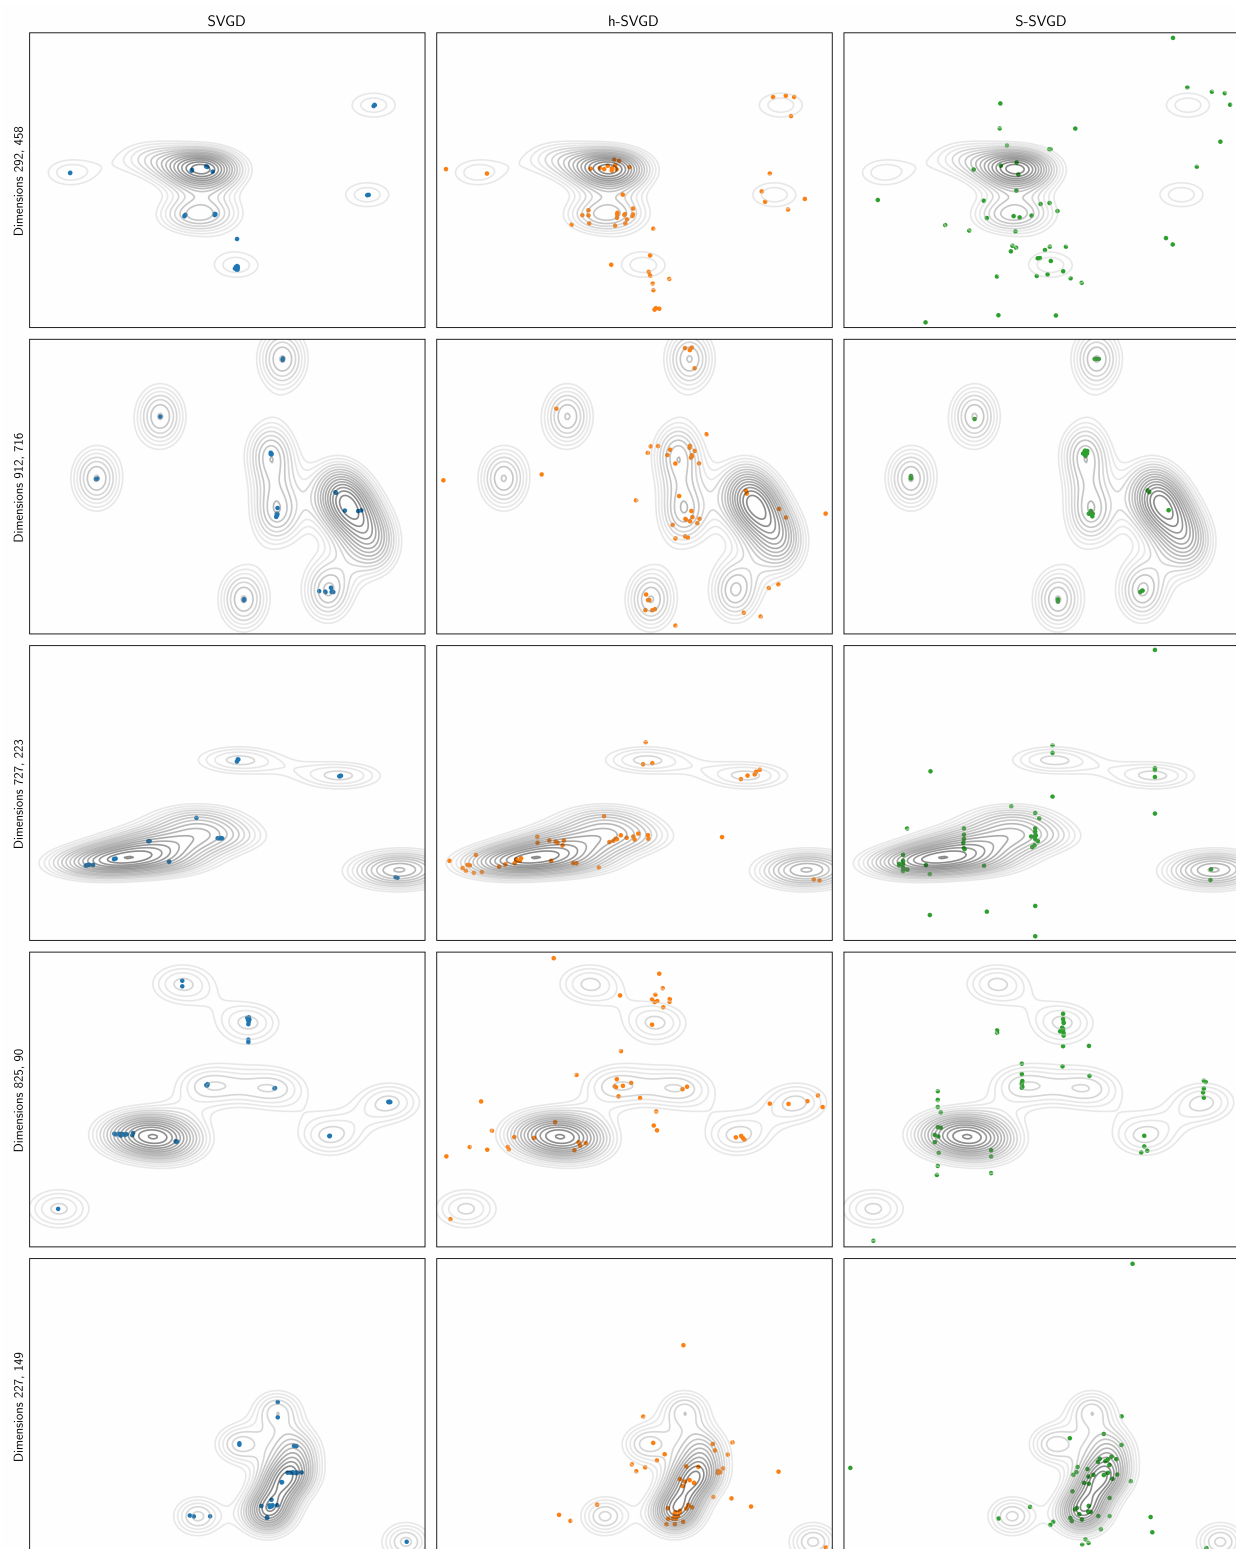 SVGD
h-SVGD
S-SVGD
Dimensions 292, 458
Dimensions 912, 716
Dimensions 727, 223
Dimensions 825, 90
Dimensions 227, 149